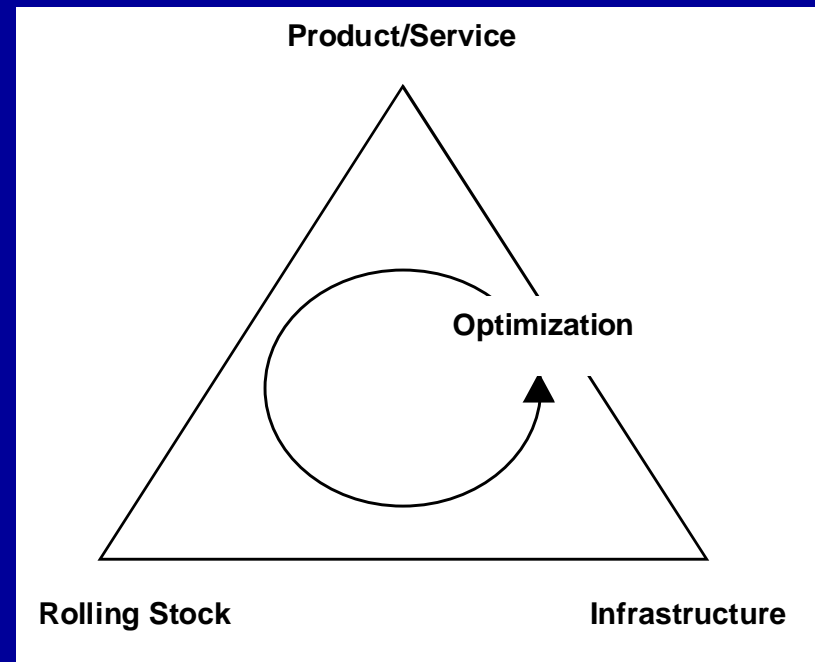 Product/Service
Optimization
Rolling Stock
Infrastructure